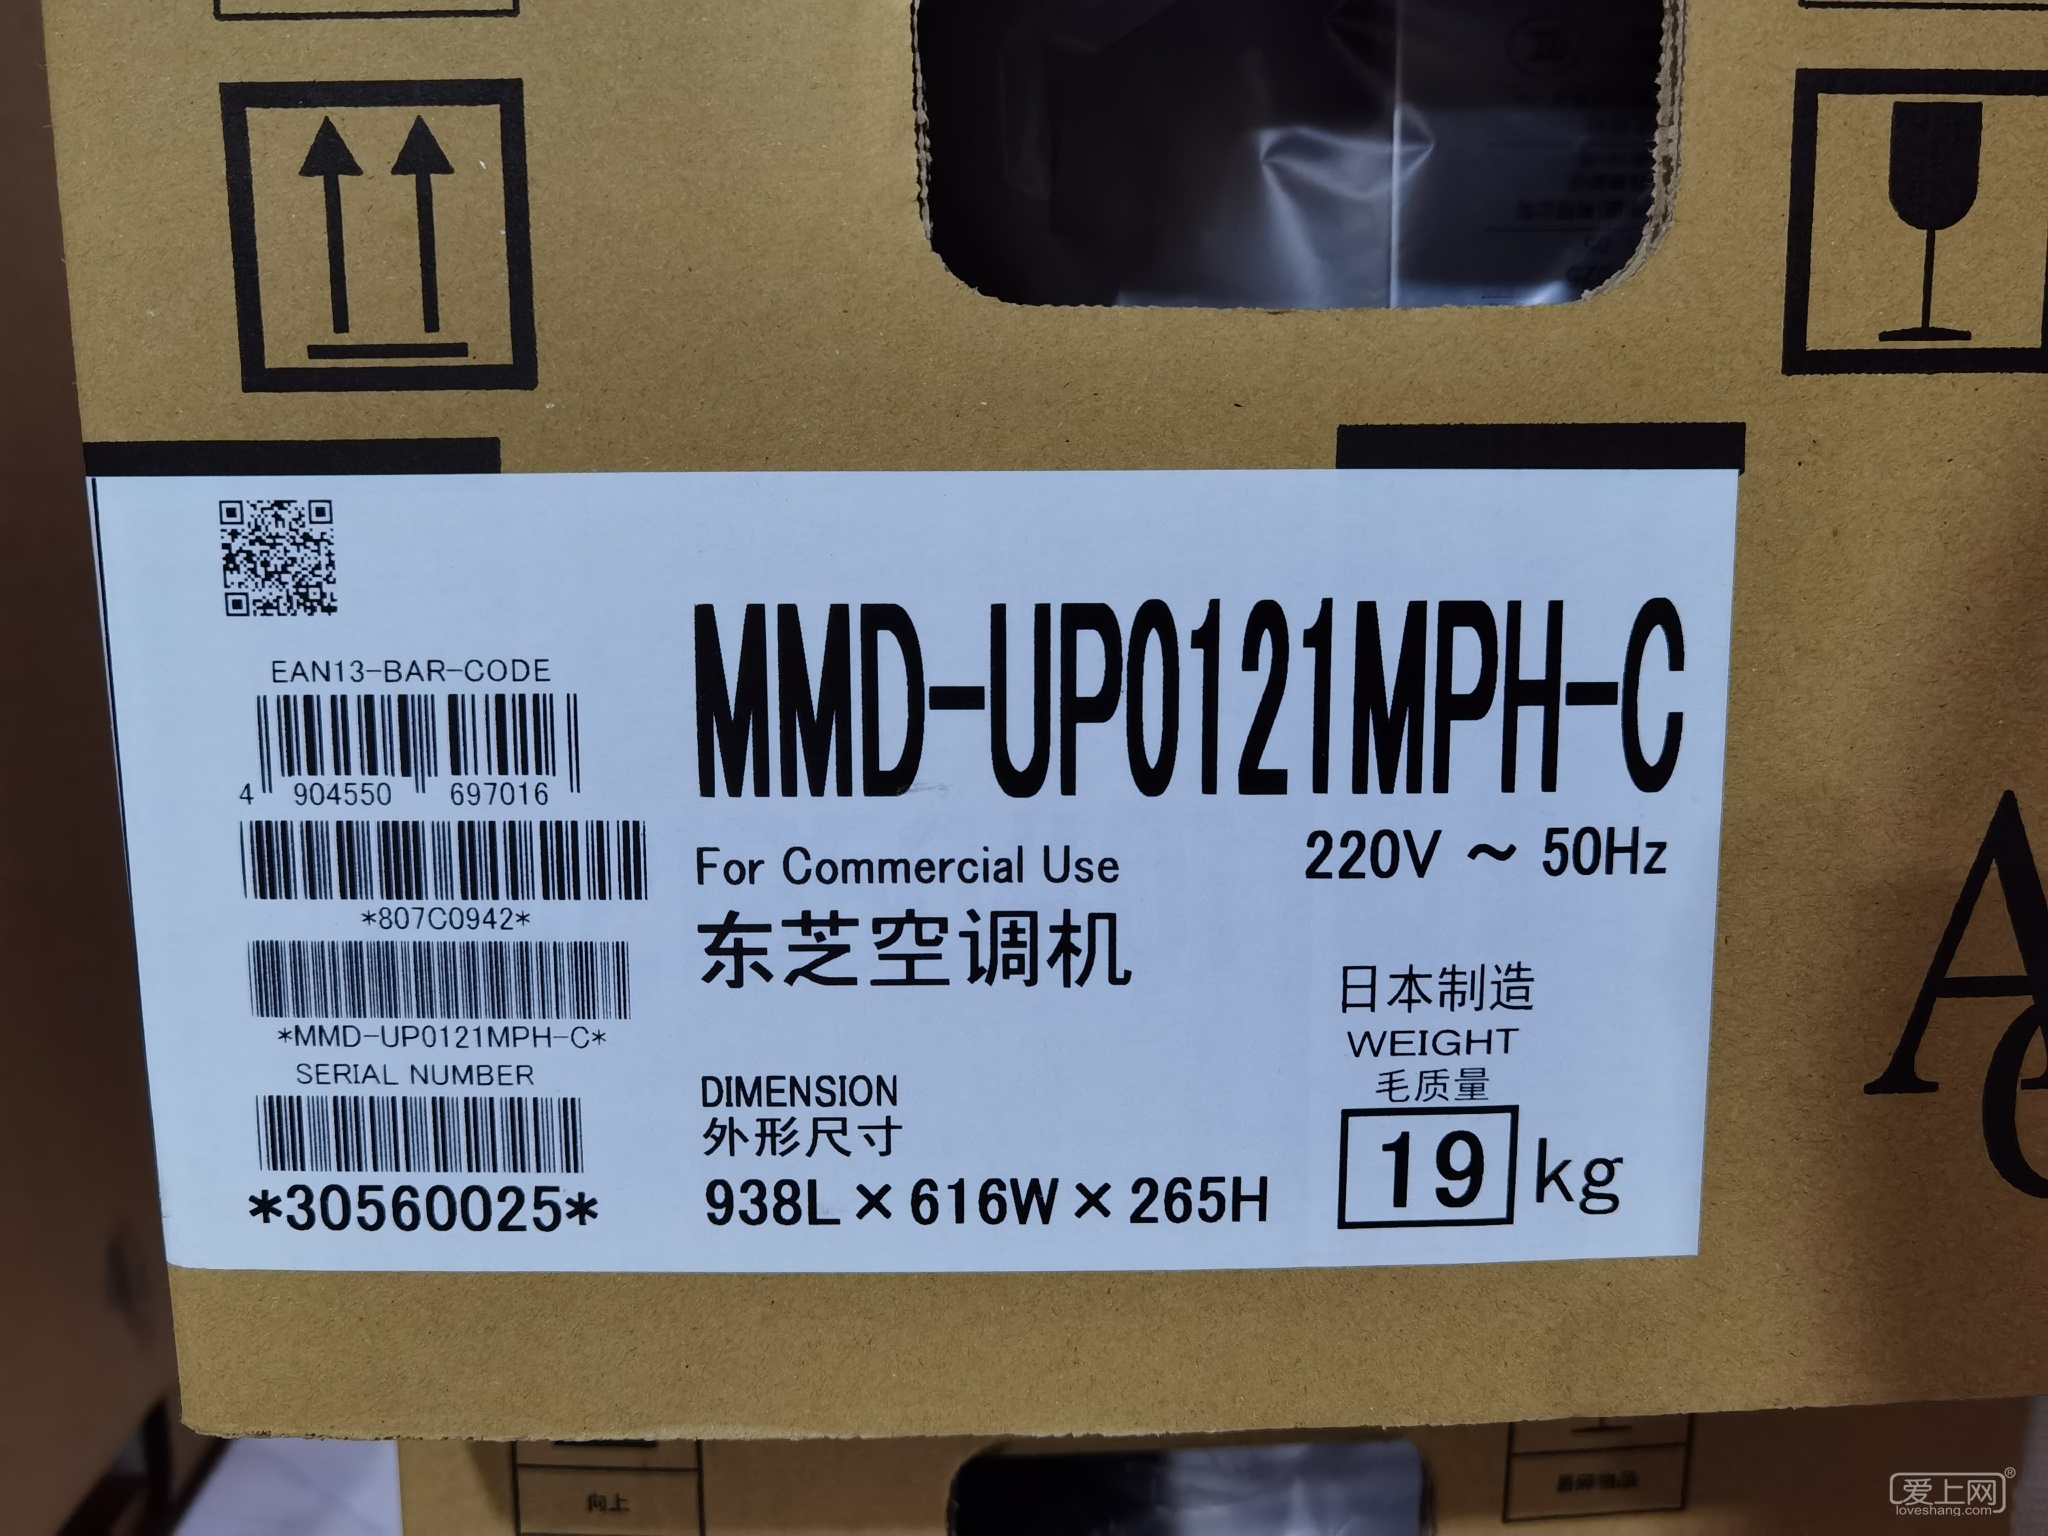 EAN13-BAR-CODE
4 904550 697016
*807C0942*
*MMD-UP0121MPH-C*
SERIAL NUMBER
*30560025*
MMD-UP0121MPH-C
For Commercial Use
220V ~ 50Hz
东芝空调机
日本制造
WEIGHT
毛质量
19 kg
DIMENSION
外形尺寸
938L×616W×265H
A
向上
爱上网®
loveshang.com